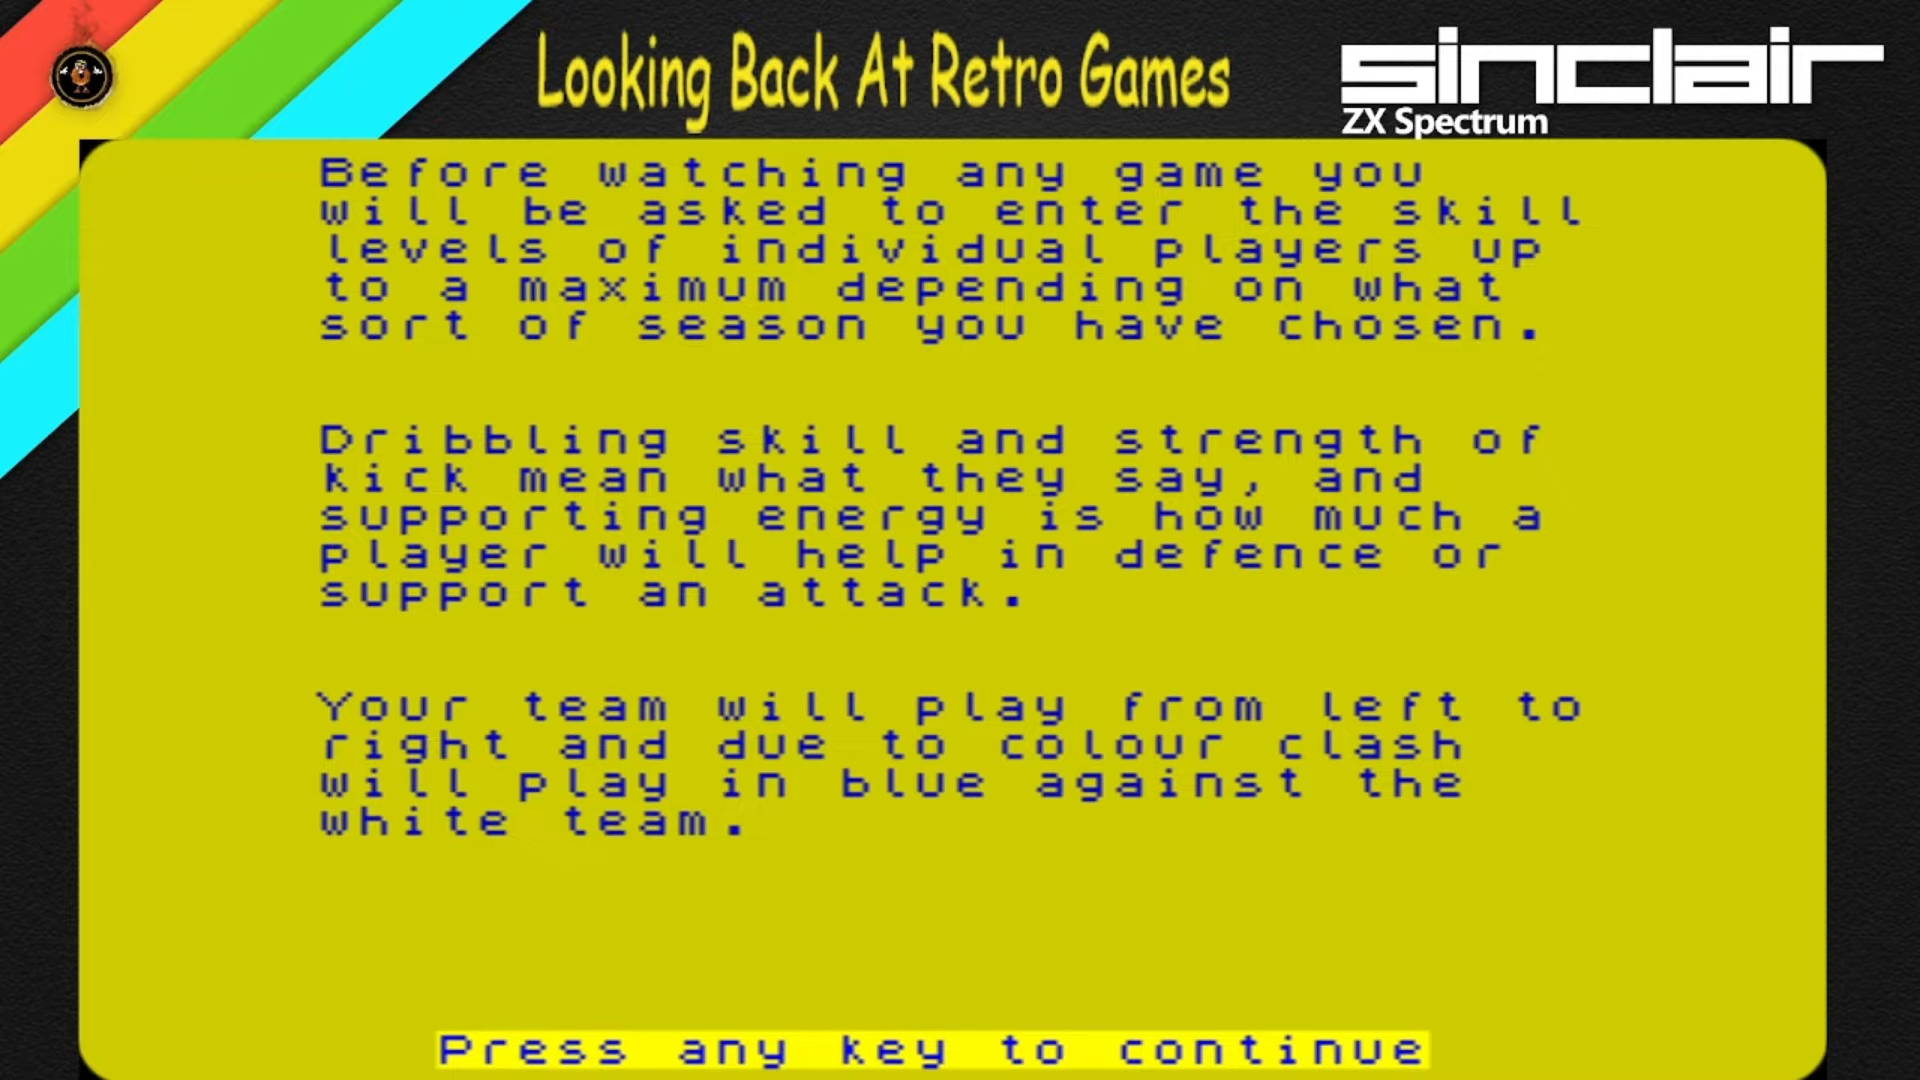 Looking Back At Retro Games
sinclair
ZX Spectrum
Before watching any game you
will be asked to enter the skill
levels of individual players up
to a maximum depending on what
sort of season you have chosen.
Dribbling skill and strength of
kick mean what they say, and
supporting energy is how much a
player will help in defence or
support an attack.
Your team will play from left to
right and due to colour clash
will play in blue against the
white team.
Press any key to continue